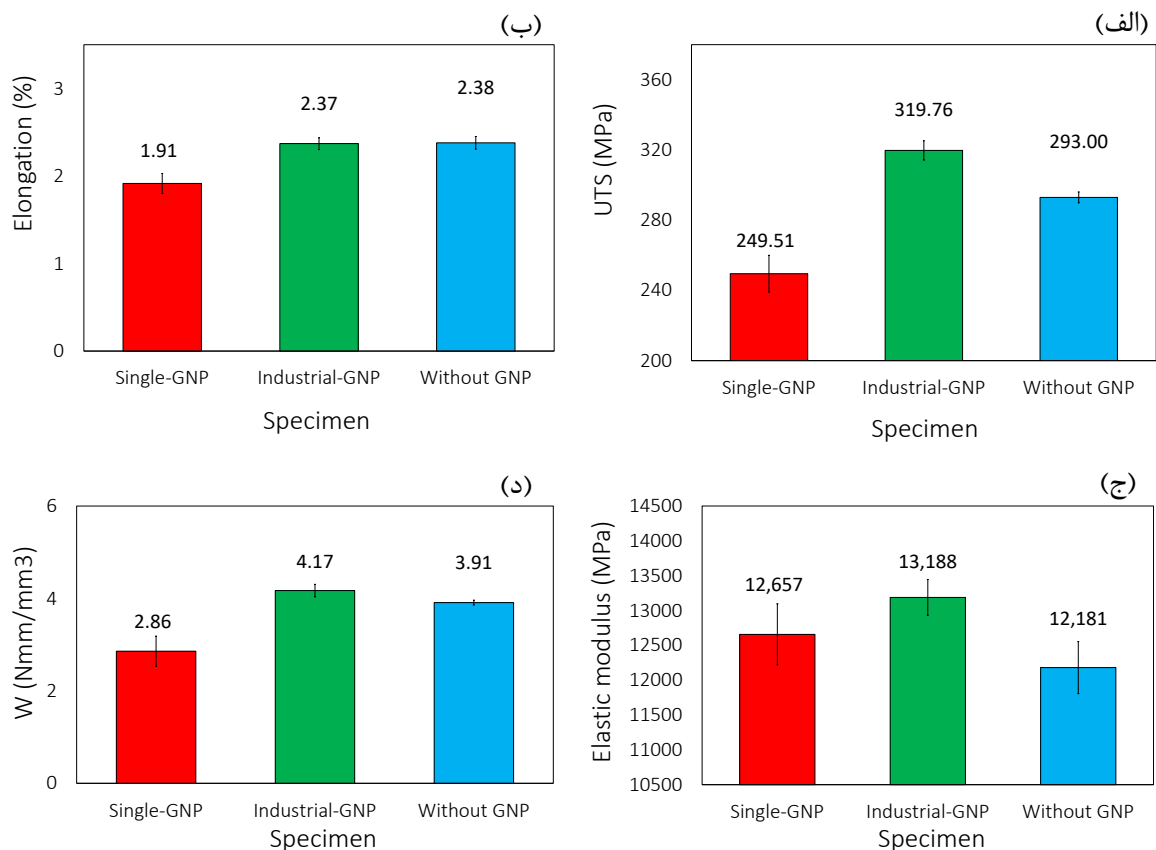 (الف)
UTS (MPa)
360
320
280
240
200
249.51
319.76
293.00
Single-GNP Industrial-GNP Without GNP
Specimen
(ب)
Elongation (%)
3
2
1
0
1.91
2.37
2.38
Single-GNP Industrial-GNP Without GNP
Specimen
(ج)
Elastic modulus (MPa)
14500
14000
13500
13000
12500
12000
11500
11000
10500
12,657
13,188
12,181
Single-GNP Industrial-GNP Without GNP
Specimen
(د)
W (Nmm/mm3)
6
4
2
0
2.86
4.17
3.91
Single-GNP Industrial-GNP Without GNP
Specimen